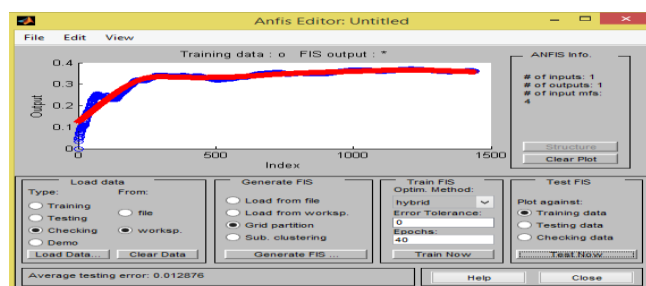 Anfis Editor: Untitled
File Edit View
Training data : o FIS output : *
0.4
0.3
0.2
0.1
0
Output
0 500 1000 1500
Index
ANFIS Info.
# of inputs: 1
# of outputs: 1
# of input mfs:
4
Structure
Clear Plot
Load data
Type: From:
Training
Testing
Checking
Demo
file
worksp.
Load Data... Clear Data
Generate FIS
Load from file
Load from worksp.
Grid partition
Sub. clustering
Generate FIS ...
Train FIS
Optim. Method:
hybrid
Error Tolerance:
0
Epochs:
40
Train Now
Test FIS
Plot against:
Training data
Testing data
Checking data
Test Now
Average testing error: 0.012876
Help Close